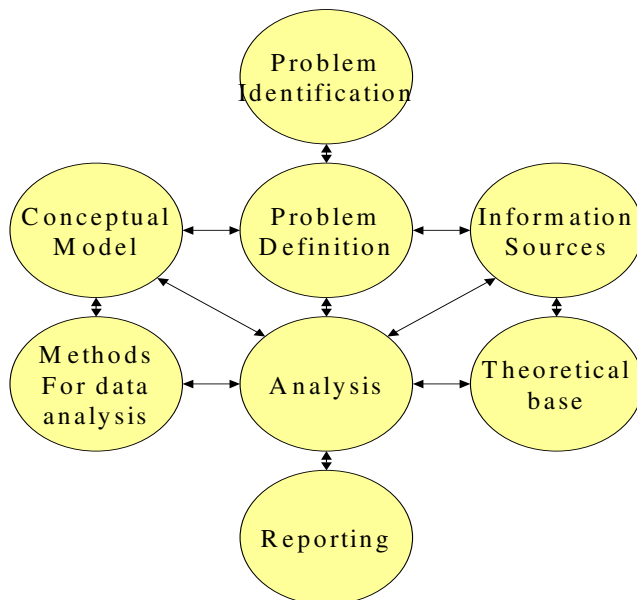 Problem
Identification
Conceptual
Model
Problem
Definition
Information
Sources
Methods
For data
analysis
Analysis
Theoretical
base
Reporting